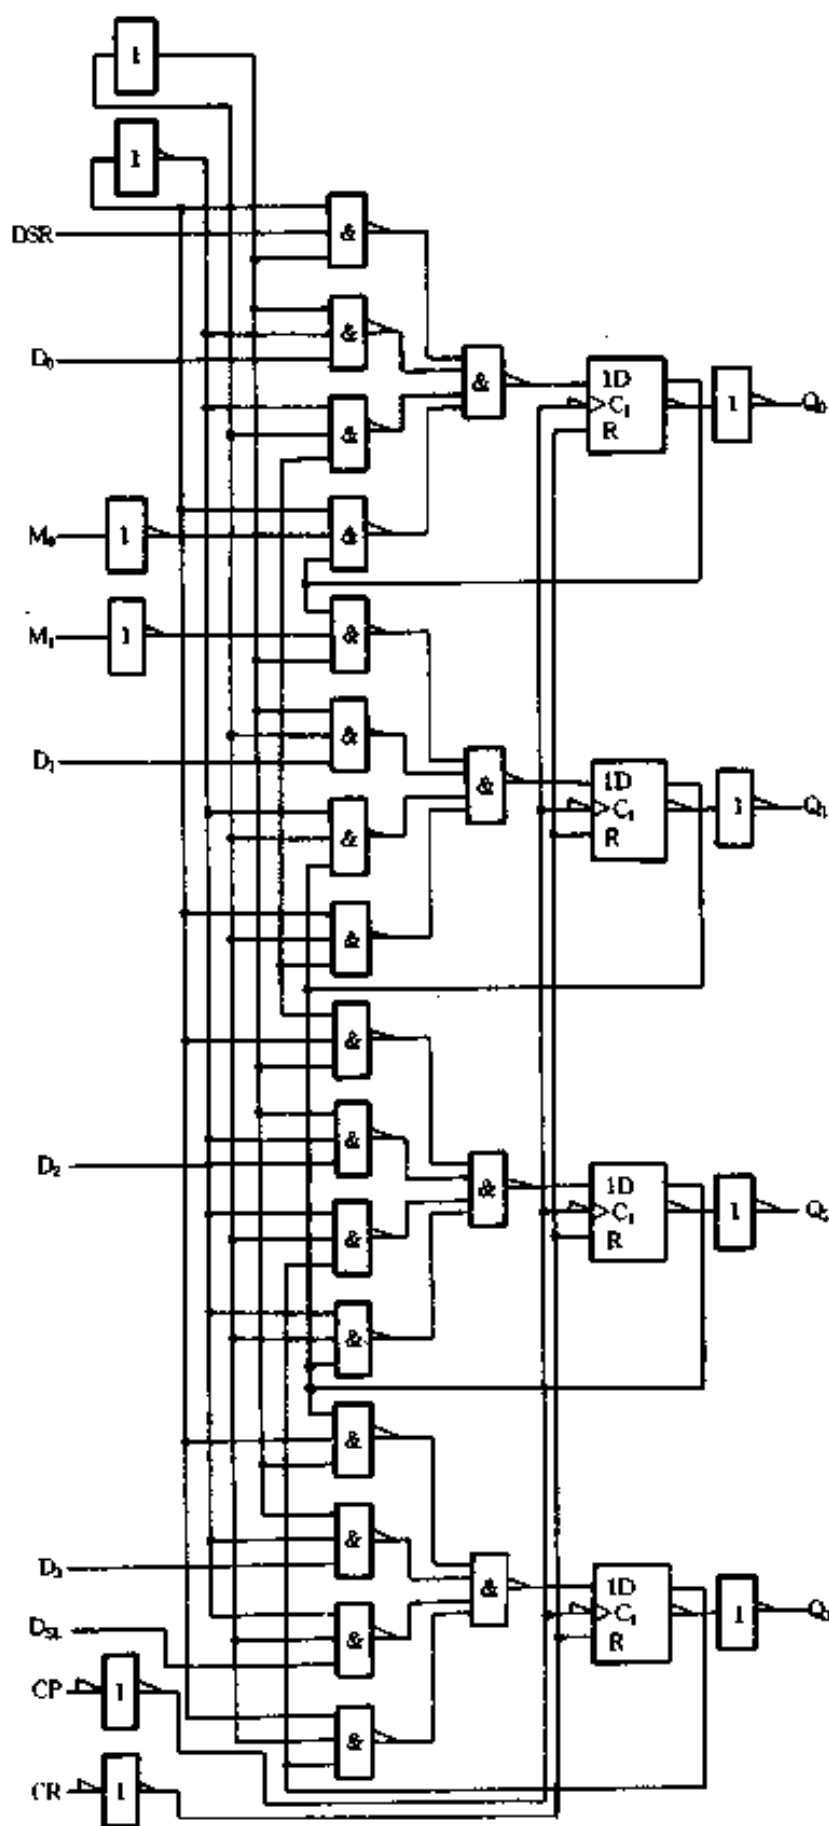 1
1
&
DSR
&
D₀
& 1D
C₁ 1 Q₀
& R
M₀ 1 &
M₁ 1 &
&
D₁
& 1D
C₁ 1 Q₁
& R
&
&
&
D₂
& 1D
C₁ 1 Q₂
& R
&
&
&
D₃
& 1D
C₁ 1 Q₃
D_SL & R
CP 1
&
CR 1